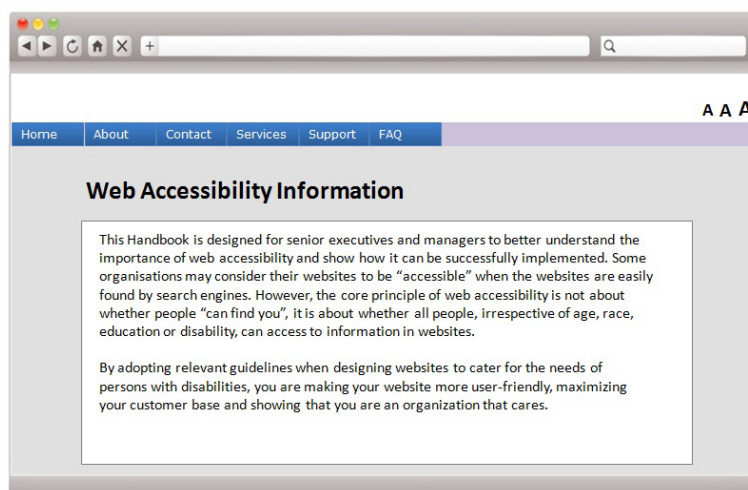 A A A
Home About Contact Services Support FAQ
Web Accessibility Information
This Handbook is designed for senior executives and managers to better understand the
importance of web accessibility and show how it can be successfully implemented. Some
organisations may consider their websites to be “accessible” when the websites are easily
found by search engines. However, the core principle of web accessibility is not about
whether people “can find you”, it is about whether all people, irrespective of age, race,
education or disability, can access to information in websites.
By adopting relevant guidelines when designing websites to cater for the needs of
persons with disabilities, you are making your website more user-friendly, maximizing
your customer base and showing that you are an organization that cares.